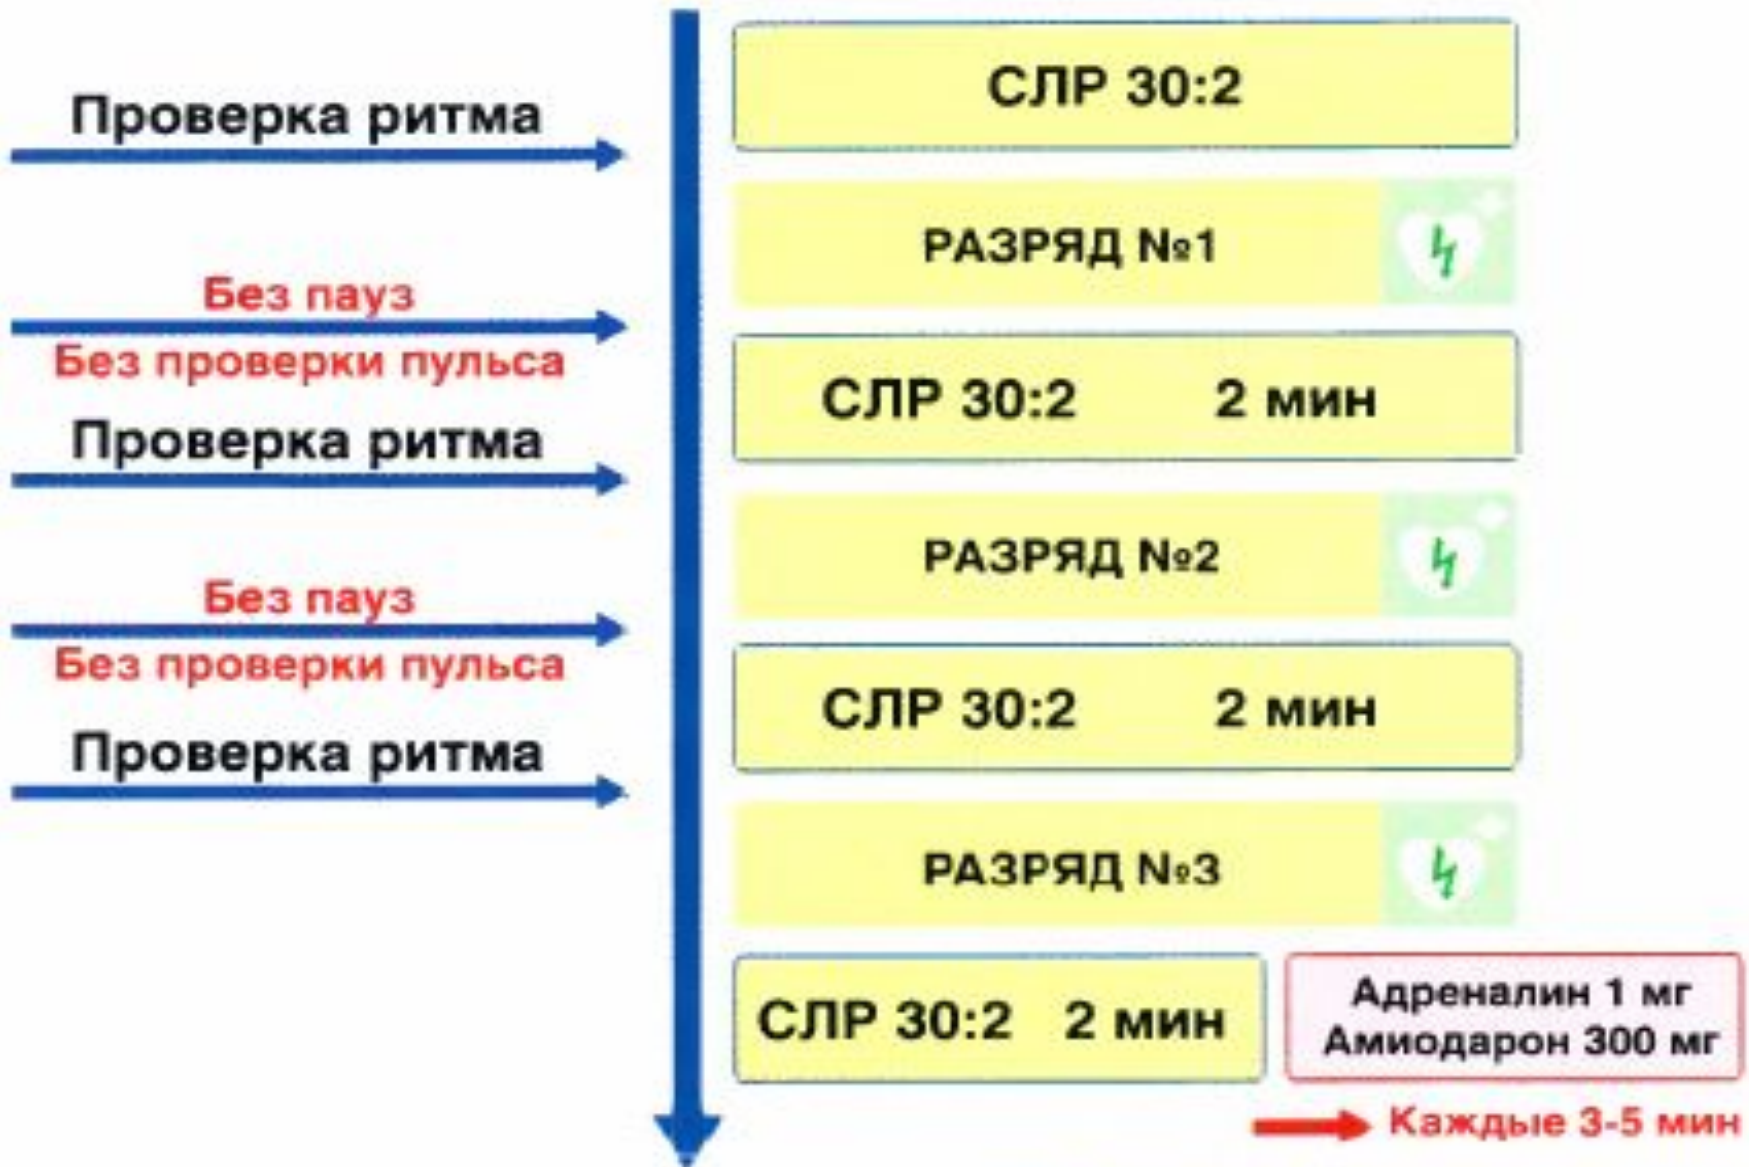 СЛР 30:2
Проверка ритма
РАЗРЯД №1
Без пауз
Без проверки пульса
СЛР 30:2 2 мин
Проверка ритма
РАЗРЯД №2
Без пауз
Без проверки пульса
СЛР 30:2 2 мин
Проверка ритма
РАЗРЯД №3
СЛР 30:2 2 мин
Адреналин 1 мг
Амиодарон 300 мг
Каждые 3-5 мин